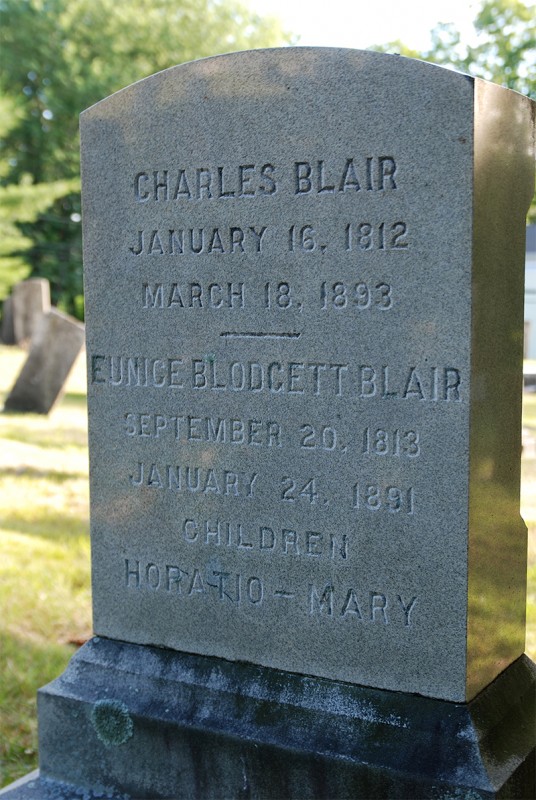 CHARLES BLAIR
JANUARY 16, 1812
MARCH 18, 1893
EUNICE BLODGETT BLAIR
SEPTEMBER 20, 1813
JANUARY 24, 1891
CHILDREN
HORATIO – MARY